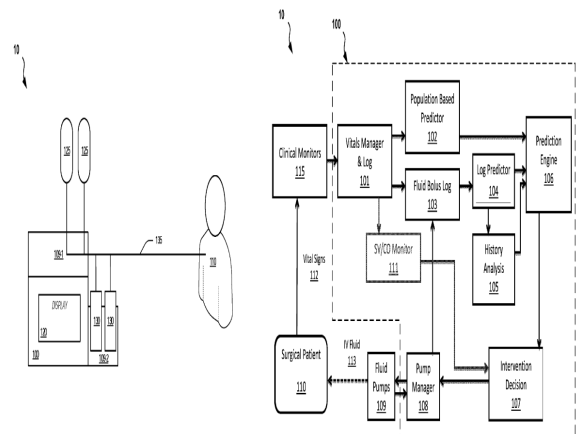 10
125 125
109-1
135
110
DISPLAY
120
130 130
100
109-2
10
100
Population Based
Predictor
102
Clinical Monitors
115
Vitals Manager
& Log
101
Prediction
Engine
106
Fluid Bolus Log
103
Log Predictor
104
SV/CO Monitor
111
History
Analysis
105
Vital Signs
112
IV Fluid
113
Surgical Patient
110
Fluid
Pumps
109
Pump
Manager
108
Intervention
Decision
107